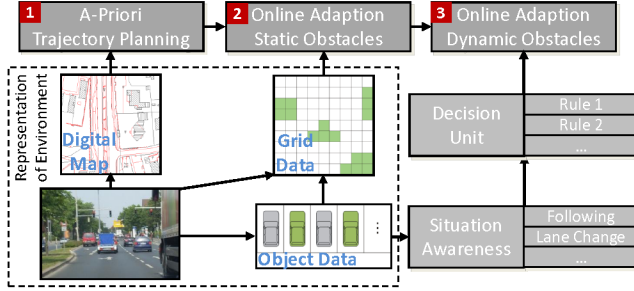 1
A-Priori
Trajectory Planning
2
Online Adaption
Static Obstacles
3
Online Adaption
Dynamic Obstacles
Representation
of Environment
Digital
Map
Grid
Data
Object Data
...
Decision
Unit
Rule 1
Rule 2
...
Situation
Awareness
Following
Lane Change
...